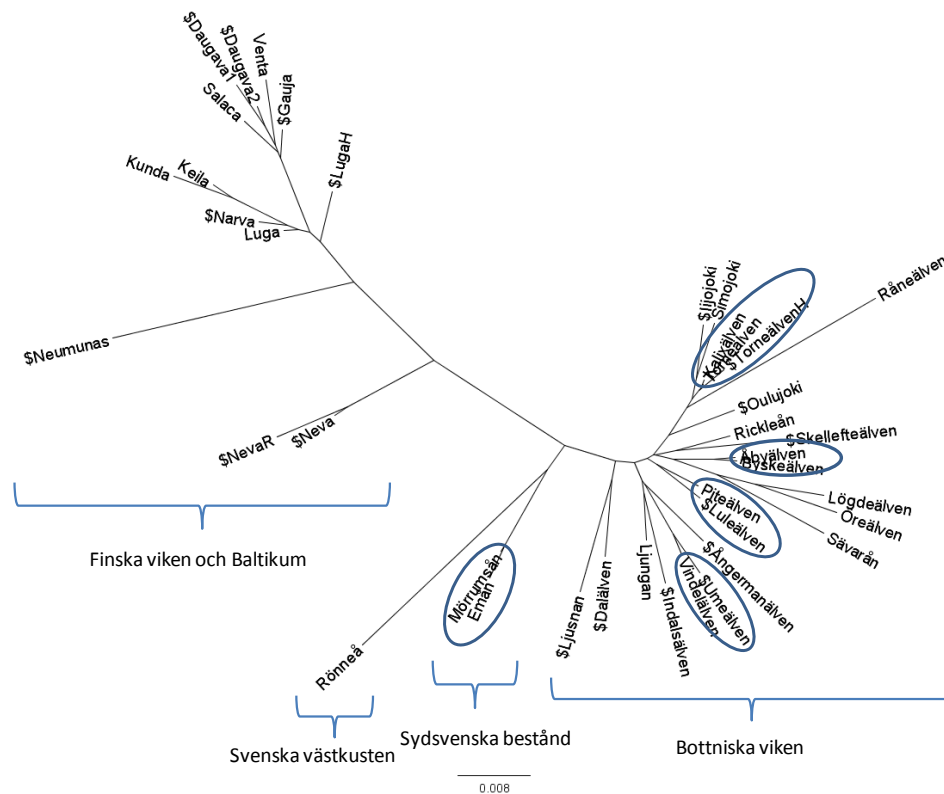 $Daugava1
$Daugava2
Venta
$Gauja
Salaca
$LugaH
Kunda
Keila
$Narva
Luga
$Neumunas
$NevaR
$Neva
$Iijojoki
Simojoki
Kalixälven
Torneälven
$TorneälvenH
Råneälven
$Oulujoki
Rickleån
$Skellefteälven
Åbyälven
Byskeälven
Piteälven
$Luleälven
Lögdeälven
Öreälven
Sävarån
$Ångermanälven
$Umeälven
Vindelälven
$Indalsälven
Ljungan
$Dalälven
$Ljusnan
Mörrumsån
Emån
Rönneå
Finska viken och Baltikum
Svenska västkusten
Sydsvenska bestånd
Bottniska viken
0.008